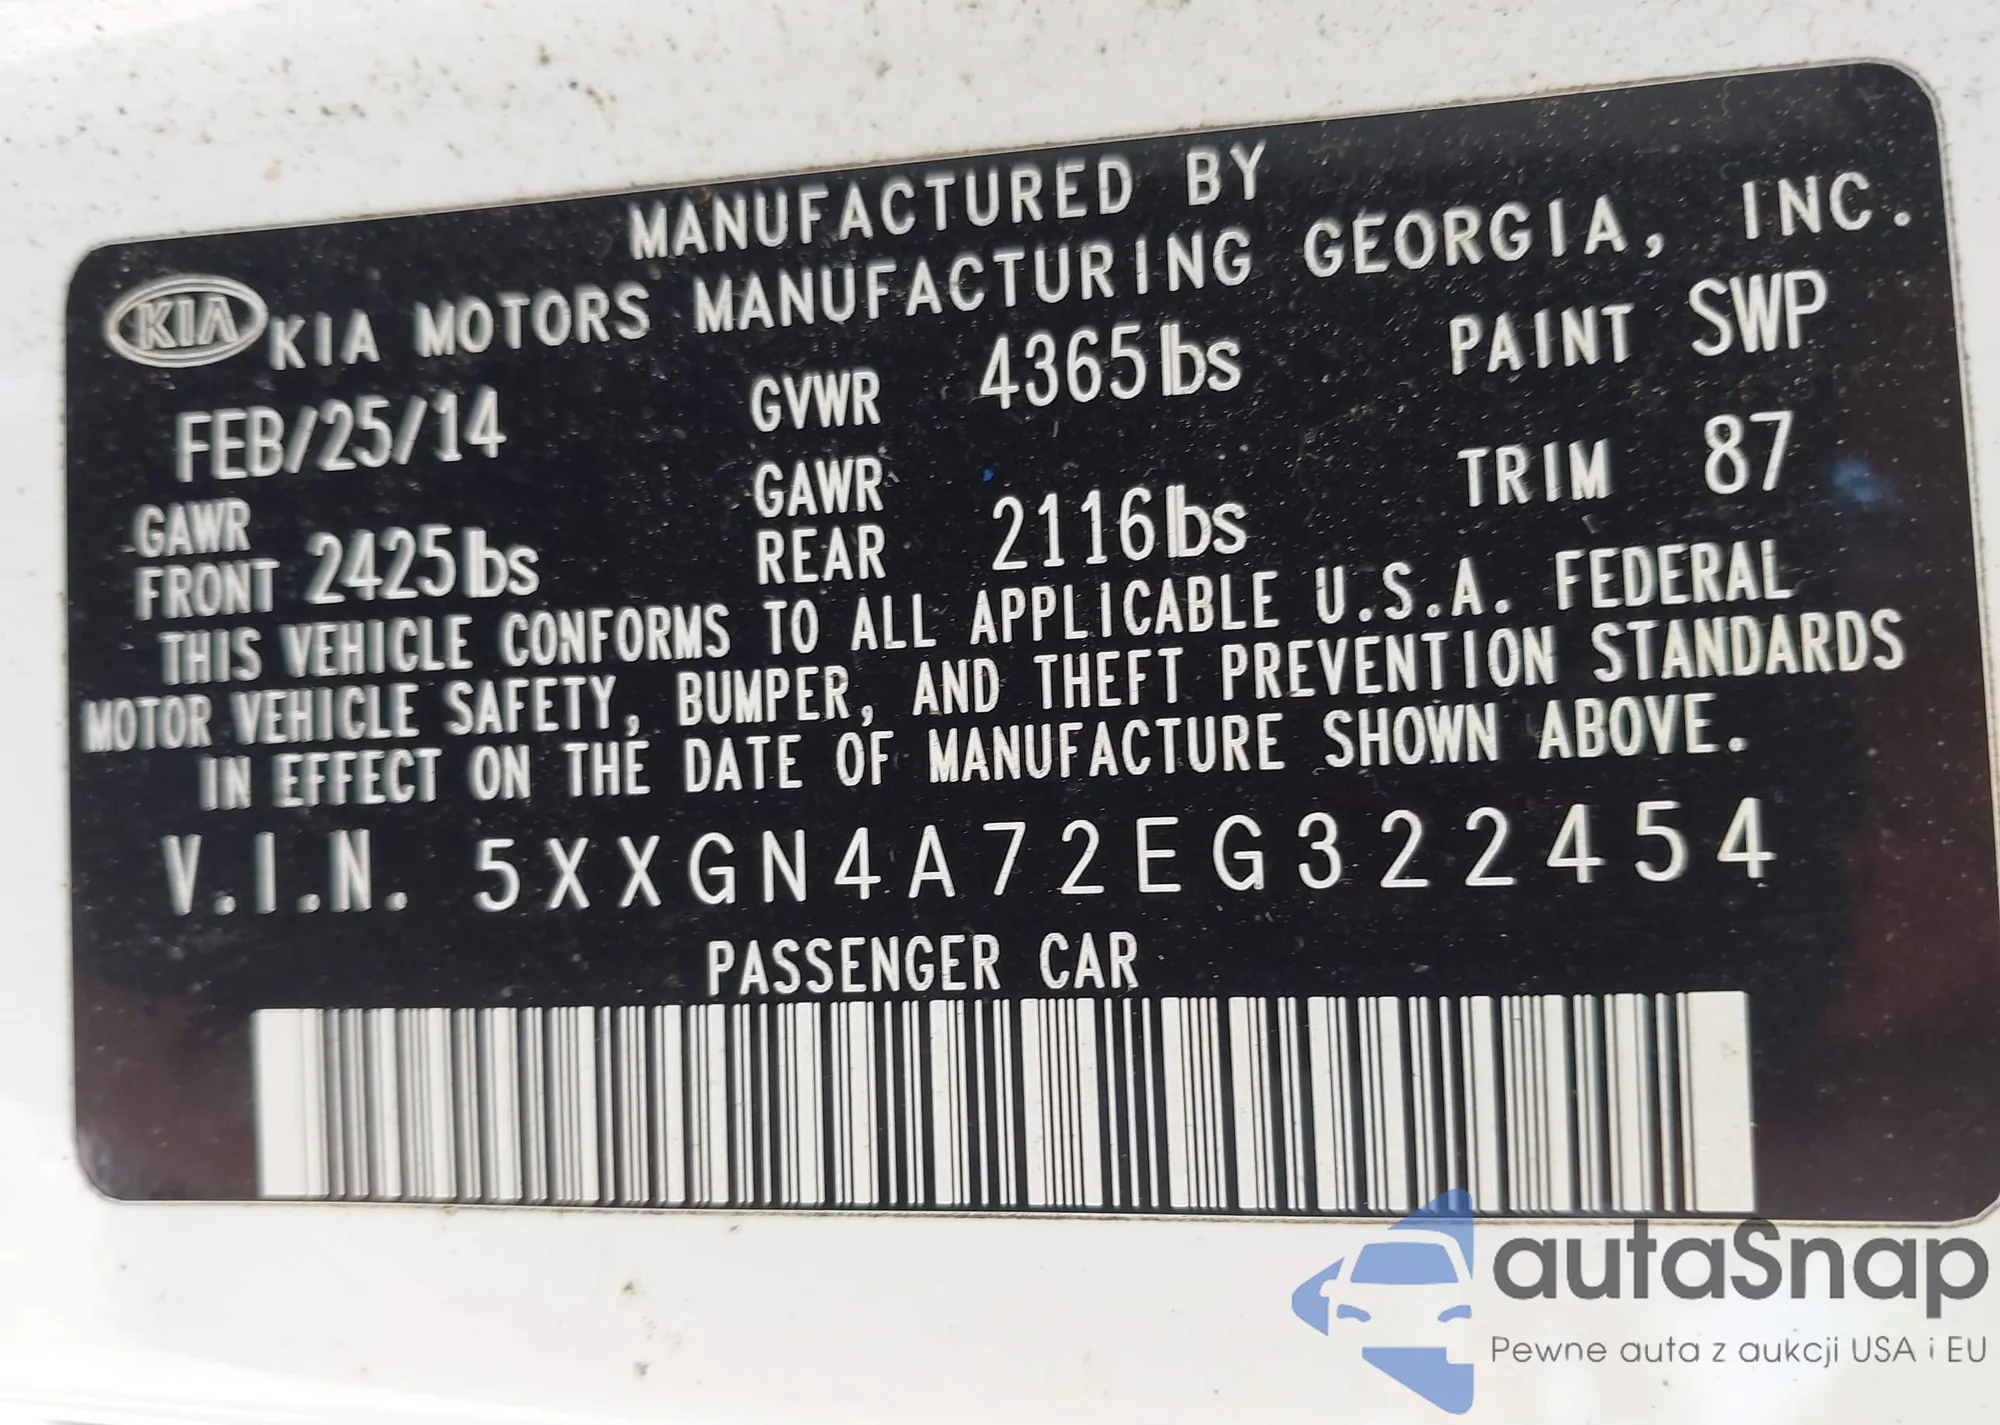 MANUFACTURED BY
KIA KIA MOTORS MANUFACTURING GEORGIA, INC.
FEB/25/14 GVWR 4365lbs PAINT SWP
GAWR FRONT 2425lbs GAWR REAR 2116lbs TRIM 87
THIS VEHICLE CONFORMS TO ALL APPLICABLE U.S.A. FEDERAL
MOTOR VEHICLE SAFETY, BUMPER, AND THEFT PREVENTION STANDARDS
IN EFFECT ON THE DATE OF MANUFACTURE SHOWN ABOVE.
V.I.N. 5XXGN4A72EG322454
PASSENGER CAR
autaSnap
Pewne auta z aukcji USA i EU